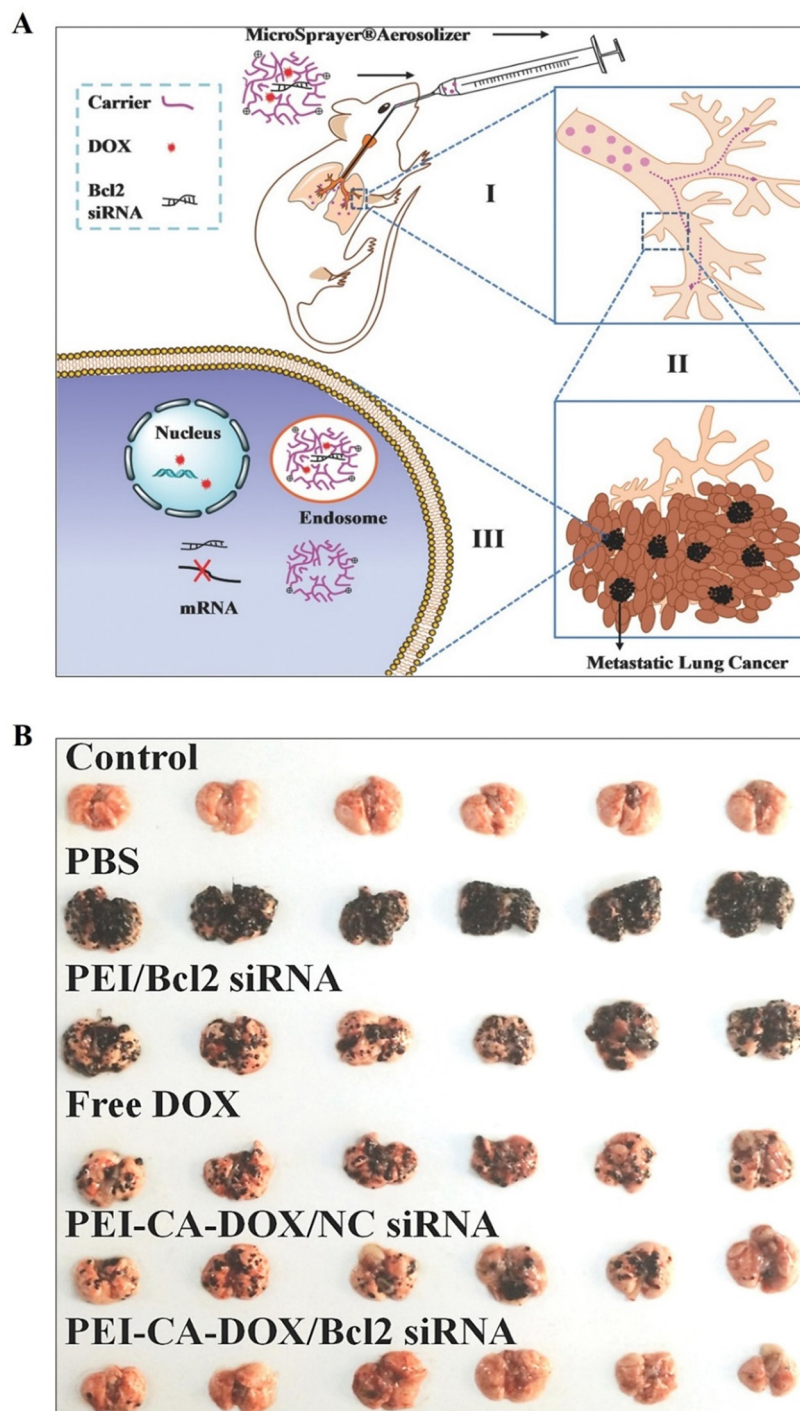 A
MicroSprayer®Aerosolizer
Carrier
DOX
Bcl2
siRNA
I
II
Nucleus
Endosome
III
mRNA
Metastatic Lung Cancer
B
Control
PBS
PEI/Bcl2 siRNA
Free DOX
PEI-CA-DOX/NC siRNA
PEI-CA-DOX/Bcl2 siRNA